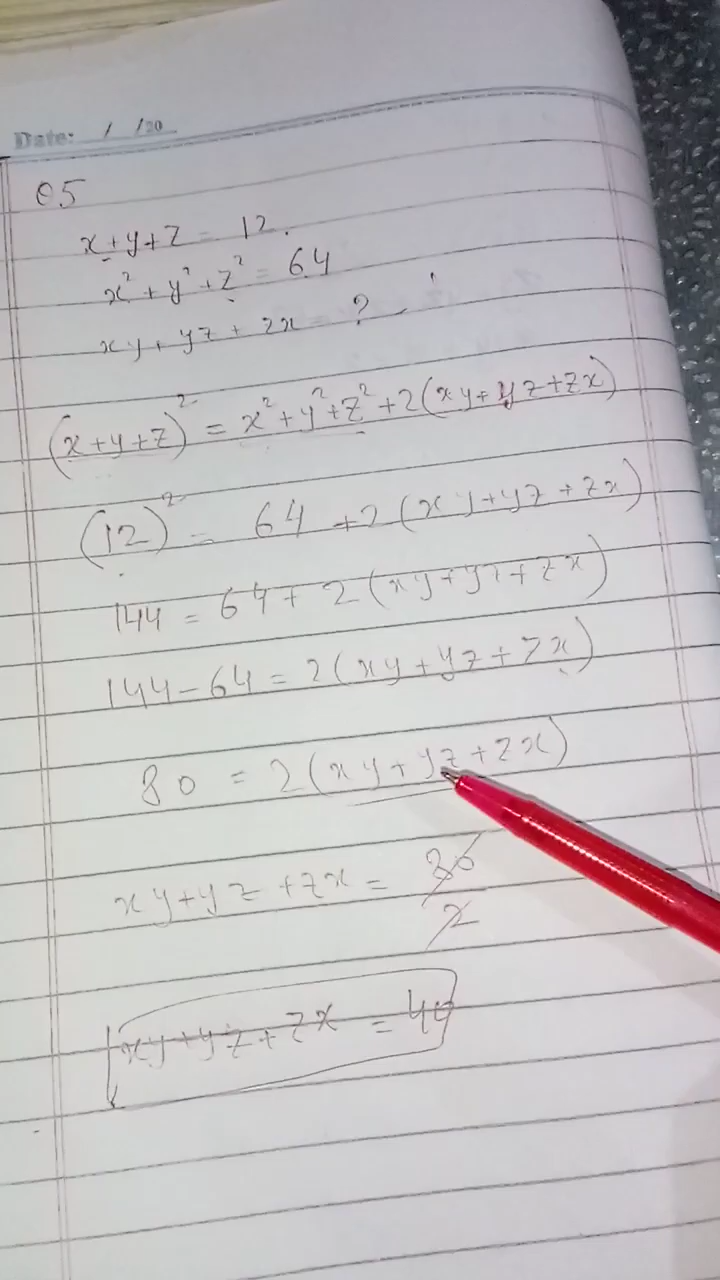 Date: / /20
Q5
x+y+z = 12.
x² + y² + z² = 64
xy + yz + zx = ?
(x+y+z)² = x²+y²+z²+2(xy+yz+zx)
(12)² = 64 +2(xy+yz+zx)
144 = 64+ 2(xy+yz+zx)
144-64=2(xy+yz+zx)
80 = 2(xy+yz+zx)
xy+yz+zx = 80/2
xy+yz+zx = 40